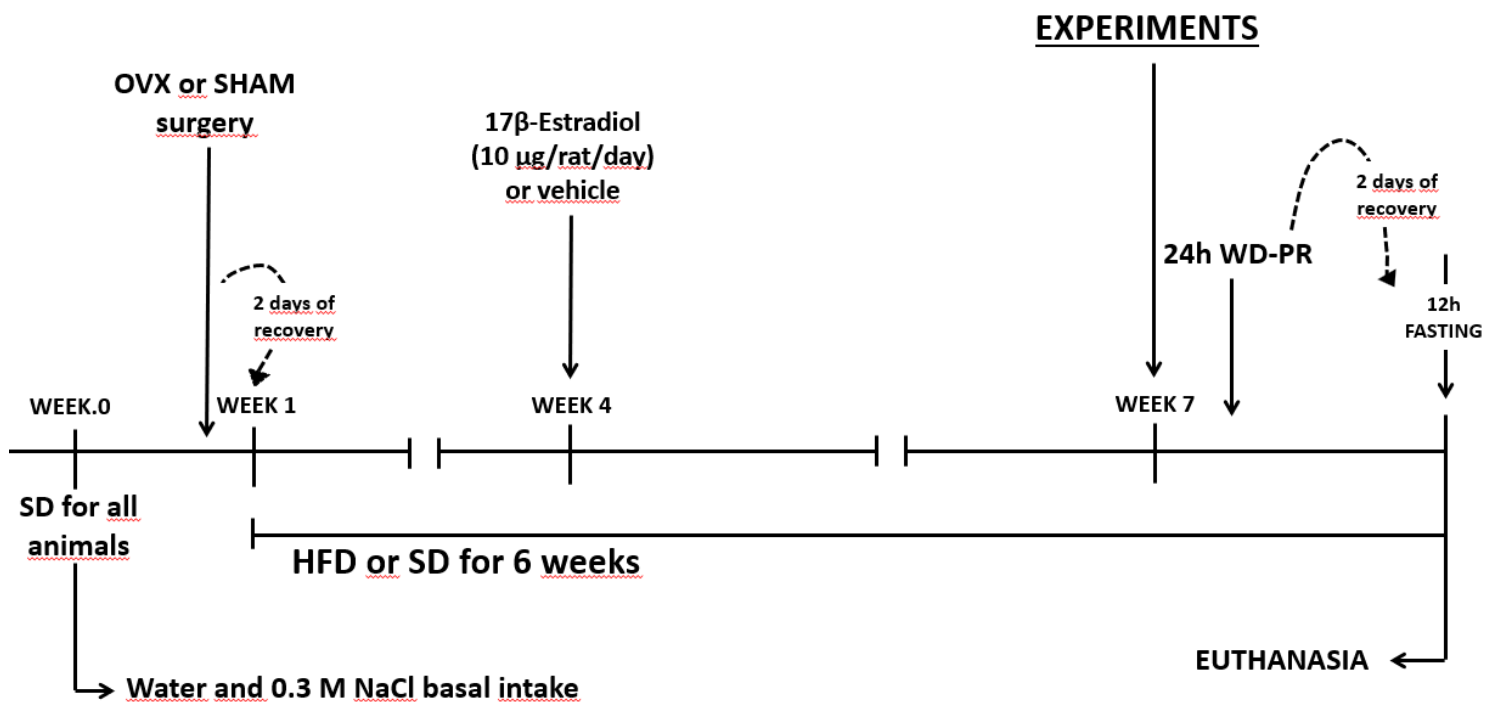 EXPERIMENTS
OVX or SHAM
surgery
17β-Estradiol
(10 µg/rat/day)
or vehicle
2 days of
recovery
24h WD-PR
2 days of
recovery
12h
FASTING
WEEK.0
WEEK 1
WEEK 4
WEEK 7
SD for all
animals
HFD or SD for 6 weeks
EUTHANASIA
Water and 0.3 M NaCl basal intake